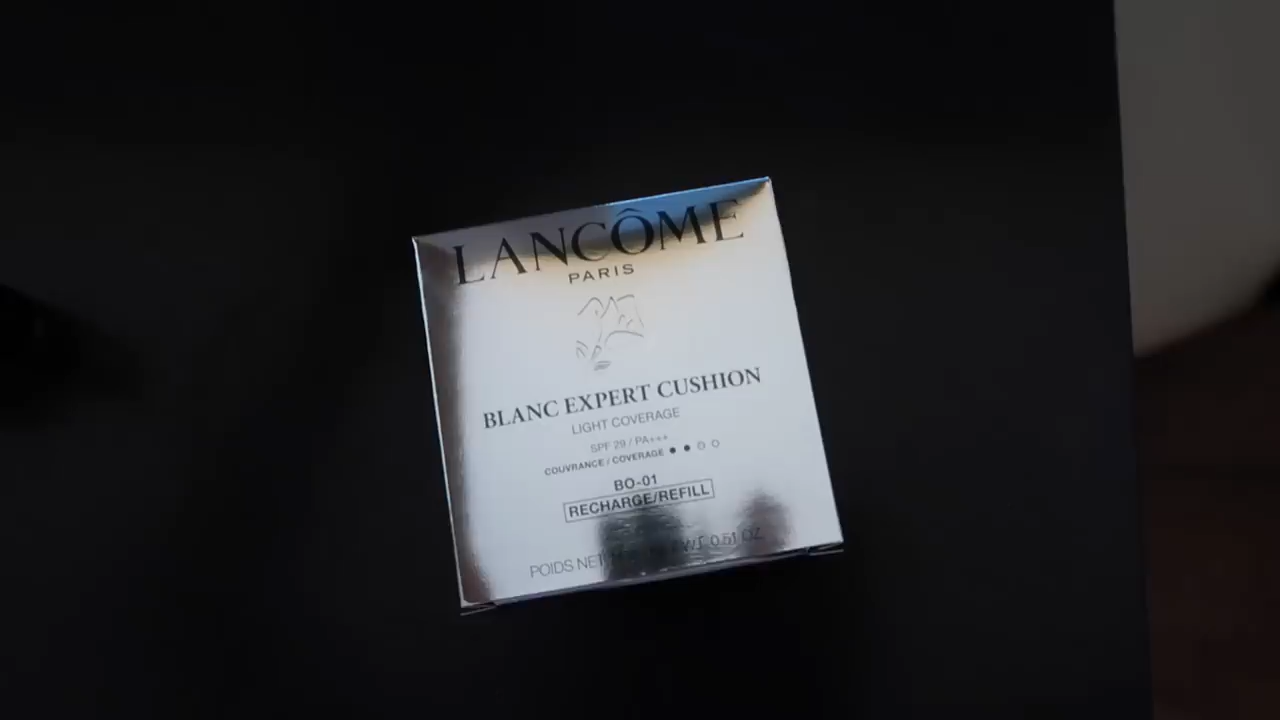 LANCÔME
PARIS
BLANC EXPERT CUSHION
LIGHT COVERAGE
SPF 29 / PA+++
COUVRANCE / COVERAGE
BO-01
RECHARGE/REFILL
POIDS NET WT. 0.51 OZ